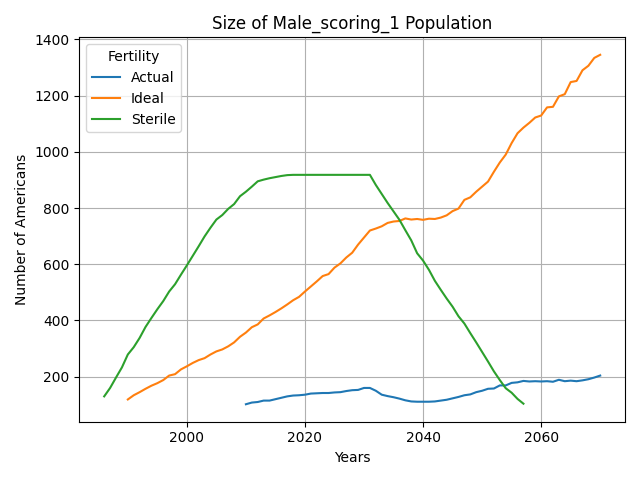 Size of Male_scoring_1 Population
Number of Americans
1400
1200
1000
800
600
400
200
Fertility
Actual
Ideal
Sterile
2000
2020
2040
2060
Years